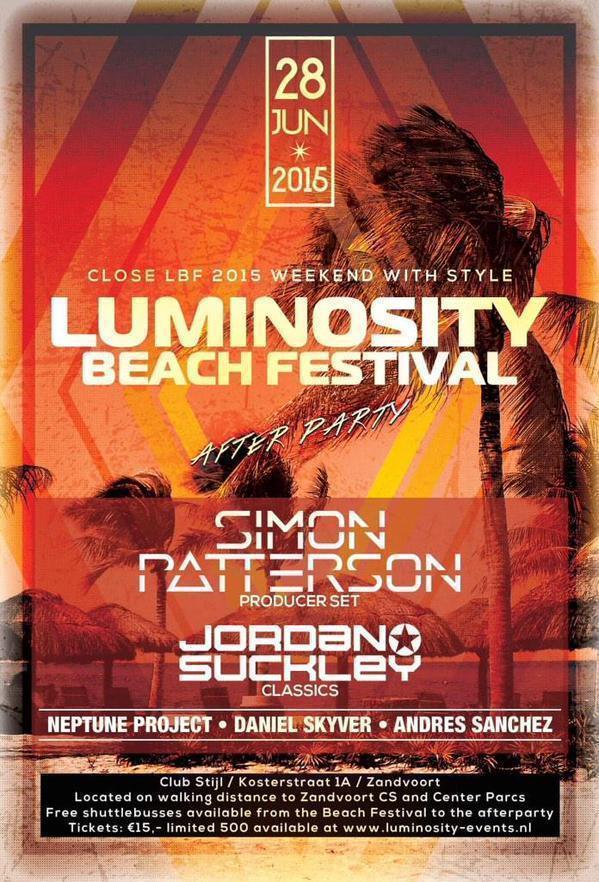 28
JUN
2015
CLOSE LBF 2015 WEEKEND WITH STYLE
LUMINOSITY
BEACH FESTIVAL
AFTER PARTY
SIMON
PATTERSON
PRODUCER SET
JORDAN
SUCKLEY
CLASSICS
NEPTUNE PROJECT • DANIEL SKYVER • ANDRES SANCHEZ
Club Stijl / Kosterstraat 1A / Zandvoort
Located on walking distance to Zandvoort CS and Center Parcs
Free shuttlebusses available from the Beach Festival to the afterparty
Tickets: €15,- limited 500 available at www.luminosity-events.nl